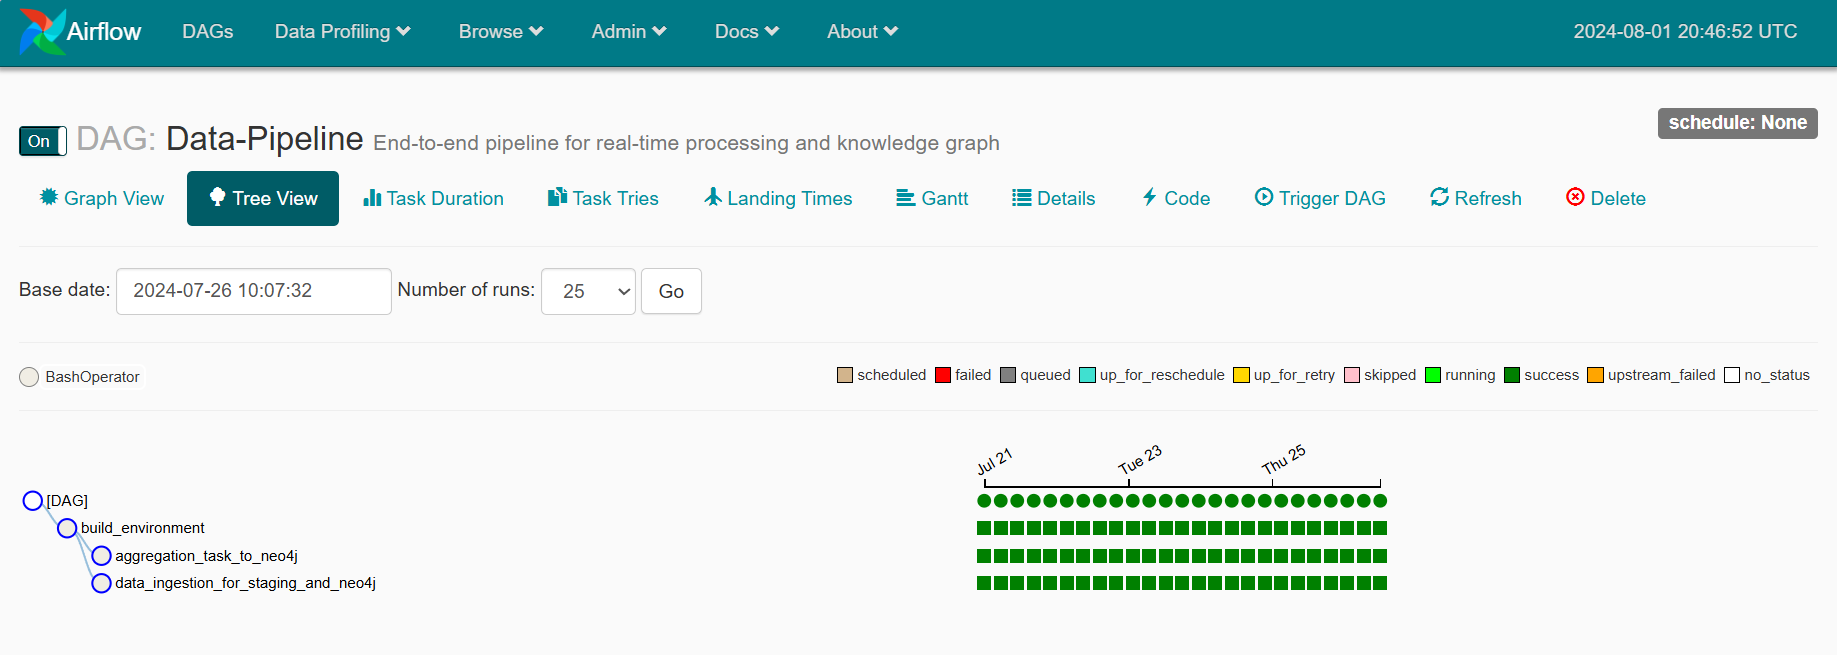 Airflow DAGs Data Profiling Browse Admin Docs About 2024-08-01 20:46:52 UTC
schedule: None
On DAG: Data-Pipeline End-to-end pipeline for real-time processing and knowledge graph
Graph View Tree View Task Duration Task Tries Landing Times Gantt Details Code Trigger DAG Refresh Delete
Base date: 2024-07-26 10:07:32 Number of runs: 25 Go
BashOperator scheduled failed queued up_for_reschedule up_for_retry skipped running success upstream_failed no_status
Jul 21 Tue 23 Thu 25
[DAG]
build_environment
aggregation_task_to_neo4j
data_ingestion_for_staging_and_neo4j